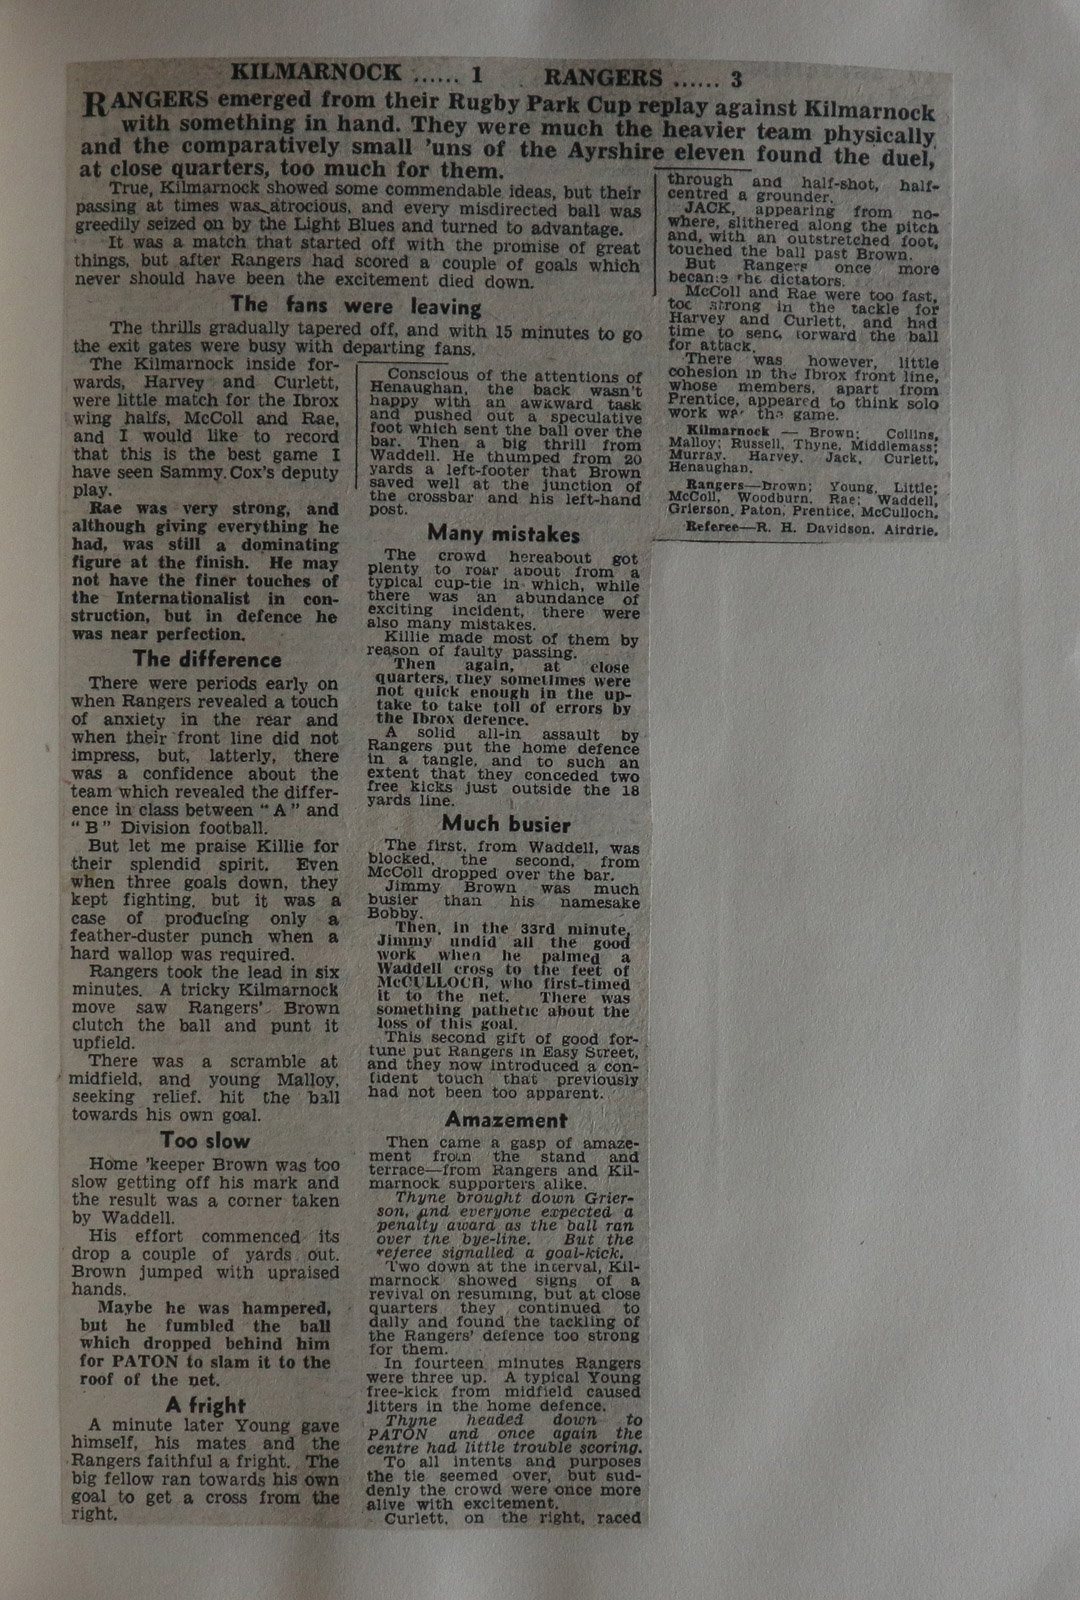 KILMARNOCK ...... 1 RANGERS ...... 3
RANGERS emerged from their Rugby Park Cup replay against Kilmarnock
with something in hand. They were much the heavier team physically
and the comparatively small 'uns of the Ayrshire eleven found the duel,
at close quarters, too much for them.
True, Kilmarnock showed some commendable ideas, but their
passing at times was atrocious, and every misdirected ball was
greedily seized on by the Light Blues and turned to advantage.
It was a match that started off with the promise of great
things, but after Rangers had scored a couple of goals which
never should have been the excitement died down.
The fans were leaving
The thrills gradually tapered off, and with 15 minutes to go
the exit gates were busy with departing fans.
The Kilmarnock inside for-
wards, Harvey and Curlett,
were little match for the Ibrox
wing halfs, McColl and Rae,
and I would like to record
that this is the best game I
have seen Sammy Cox's deputy
play.
Rae was very strong, and
although giving everything he
had, was still a dominating
figure at the finish. He may
not have the finer touches of
the Internationalist in con-
struction, but in defence he
was near perfection.
The difference
There were periods early on
when Rangers revealed a touch
of anxiety in the rear and
when their front line did not
impress, but, latterly, there
was a confidence about the
team which revealed the differ-
ence in class between "A" and
"B" Division football.
But let me praise Killie for
their splendid spirit. Even
when three goals down, they
kept fighting, but it was a
case of producing only a
feather-duster punch when a
hard wallop was required.
Rangers took the lead in six
minutes. A tricky Kilmarnock
move saw Rangers' Brown
clutch the ball and punt it
upfield.
There was a scramble at
midfield, and young Malloy,
seeking relief, hit the ball
towards his own goal.
Too slow
Home 'keeper Brown was too
slow getting off his mark and
the result was a corner taken
by Waddell.
His effort commenced its
drop a couple of yards out.
Brown jumped with upraised
hands.
Maybe he was hampered,
but he fumbled the ball
which dropped behind him
for PATON to slam it to the
roof of the net.
A fright
A minute later Young gave
himself, his mates and the
Rangers faithful a fright. The
big fellow ran towards his own
goal to get a cross from the
right.
Conscious of the attentions of
Henaughan, the back wasn't
happy with an awkward task
and pushed out a speculative
foot which sent the ball over the
bar. Then a big thrill from
Waddell. He thumped from 20
yards a left-footer that Brown
saved well at the junction of
the crossbar and his left-hand
post.
Many mistakes
The crowd hereabout got
plenty to roar about from a
typical cup-tie in which, while
there was an abundance of
exciting incident, there were
also many mistakes.
Killie made most of them by
reason of faulty passing.
Then again, at close
quarters, they sometimes were
not quick enough in the up-
take to take toll of errors by
the Ibrox defence.
A solid all-in assault by
Rangers put the home defence
in a tangle, and to such an
extent that they conceded two
free kicks just outside the 18
yards line.
Much busier
The first, from Waddell, was
blocked, the second, from
McColl dropped over the bar.
Jimmy Brown was much
busier than his namesake
Bobby.
Then, in the 33rd minute,
Jimmy undid all the good
work when he palmed a
Waddell cross to the feet of
McCULLOCH, who first-timed
it to the net. There was
something pathetic about the
loss of this goal.
This second gift of good for-
tune put Rangers in Easy Street,
and they now introduced a con-
fident touch that previously
had not been too apparent.
Amazement
Then came a gasp of amaze-
ment from the stand and
terrace—from Rangers and Kil-
marnock supporters alike.
Thyne brought down Grier-
son, and everyone expected a
penalty award as the ball ran
over the bye-line. But the
referee signalled a goal-kick.
Two down at the interval, Kil-
marnock showed signs of a
revival on resuming, but at close
quarters they continued to
dally and found the tackling of
the Rangers' defence too strong
for them.
In fourteen minutes Rangers
were three up. A typical Young
free-kick from midfield caused
jitters in the home defence.
Thyne headed down to
PATON and once again the
centre had little trouble scoring.
To all intents and purposes
the tie seemed over, but sud-
denly the crowd were once more
alive with excitement.
Curlett, on the right, raced
through and half-shot, half-
centred a grounder.
JACK, appearing from no-
where, slithered along the pitch
and, with an outstretched foot,
touched the ball past Brown.
But Rangers once more
became the dictators.
McColl and Rae were too fast,
too strong in the tackle for
Harvey and Curlett, and had
time to send forward the ball
for attack.
There was however, little
cohesion in the Ibrox front line,
whose members, apart from
Prentice, appeared to think solo
work was the game.
Kilmarnock — Brown; Collins,
Malloy; Russell, Thyne, Middlemass;
Murray, Harvey, Jack, Curlett,
Henaughan.
Rangers—Brown; Young, Little;
McColl, Woodburn, Rae; Waddell,
Grierson, Paton, Prentice, McCulloch.
Referee—R. H. Davidson, Airdrie.